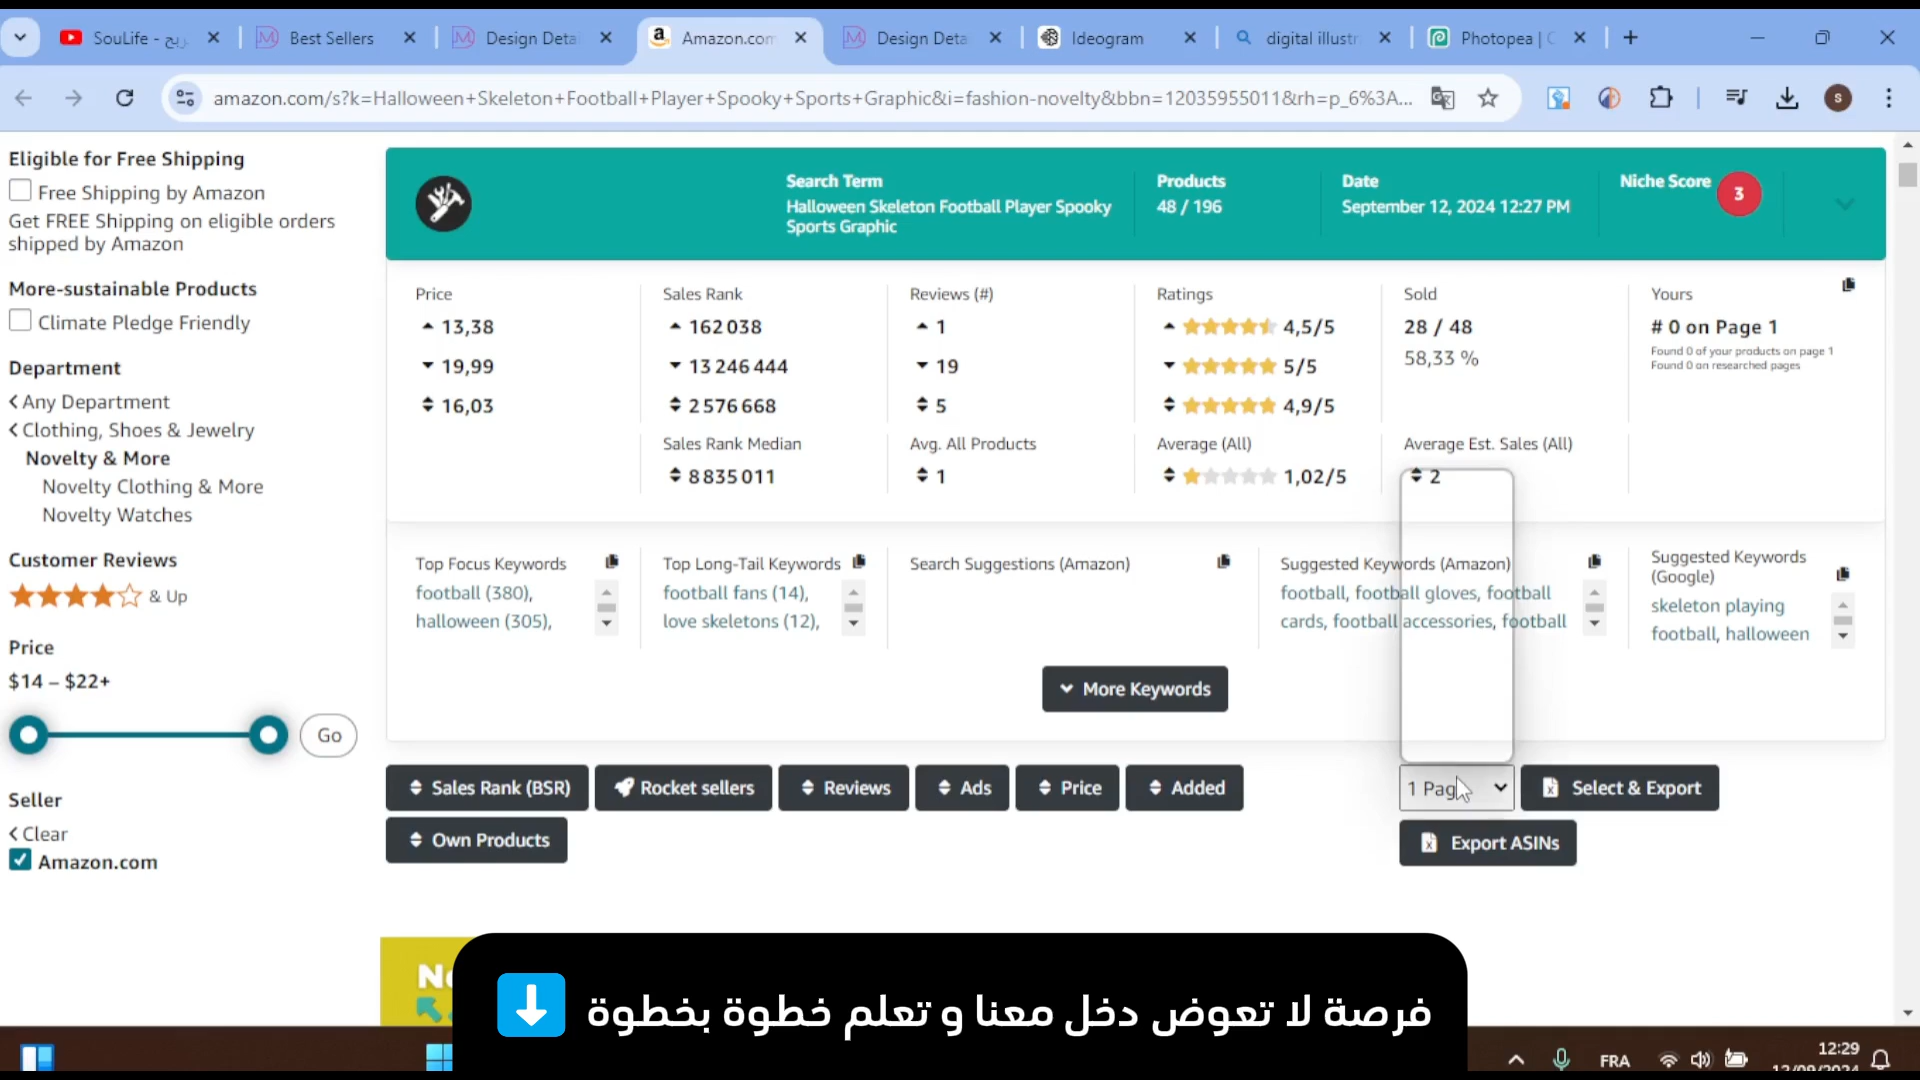 SouLife - ربح
Best Sellers
Design Deta
Amazon.com
Design Deta
Ideogram
digital illustr
Photopea |
amazon.com/s?k=Halloween+Skeleton+Football+Player+Spooky+Sports+Graphic&i=fashion-novelty&bbn=12035955011&rh=p_6%3A...
S
Eligible for Free Shipping
Free Shipping by Amazon
Get FREE Shipping on eligible orders
shipped by Amazon
More-sustainable Products
Climate Pledge Friendly
Department
Any Department
Clothing, Shoes & Jewelry
Novelty & More
Novelty Clothing & More
Novelty Watches
Customer Reviews
& Up
Price
$14 – $22+
Go
Seller
Clear
Amazon.com
Search Term
Halloween Skeleton Football Player Spooky
Sports Graphic
Products
48 / 196
Date
September 12, 2024 12:27 PM
Niche Score
3
Price
13,38
19,99
16,03
Sales Rank
162 038
13 246 444
2 576 668
Sales Rank Median
8 835 011
Reviews (#)
1
19
5
Avg. All Products
1
Ratings
4,5/5
5/5
4,9/5
Average (All)
1,02/5
Sold
28 / 48
58,33 %
Average Est. Sales (All)
2
Yours
# 0 on Page 1
Found 0 of your products on page 1
Found 0 on researched pages
Top Focus Keywords
football (380),
halloween (305),
Top Long-Tail Keywords
football fans (14),
love skeletons (12),
Search Suggestions (Amazon)
Suggested Keywords (Amazon)
football, football gloves, football
cards, football accessories, football
Suggested Keywords
(Google)
skeleton playing
football, halloween
More Keywords
Sales Rank (BSR)
Rocket sellers
Reviews
Ads
Price
Added
1 Pag
Select & Export
Own Products
Export ASINs
فرصة لا تعوض دخل معنا و تعلم خطوة بخطوة
FRA
12:29
12/09/2024